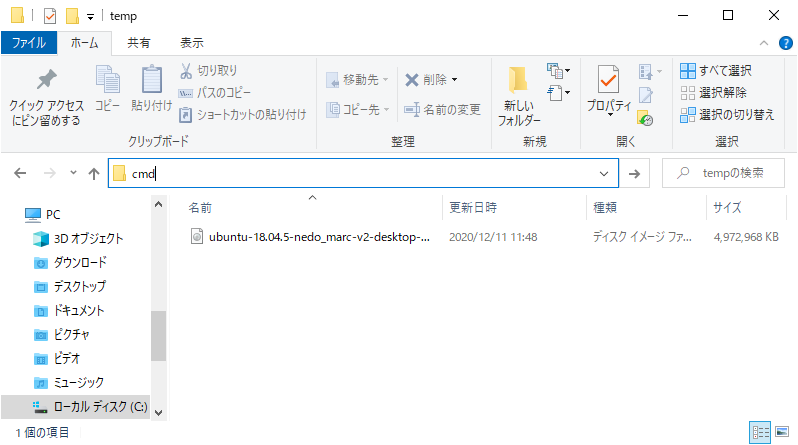 temp
ファイル ホーム 共有 表示
クイック アクセス
にピン留めする
コピー
貼り付け
切り取り
パスのコピー
ショートカットの貼り付け
クリップボード
移動先
コピー先
削除
名前の変更
整理
新しい
フォルダー
新規
プロパティ
開く
すべて選択
選択解除
選択の切り替え
選択
cmd
tempの検索
PC
3D オブジェクト
ダウンロード
デスクトップ
ドキュメント
ピクチャ
ビデオ
ミュージック
ローカル ディスク (C:)
名前 更新日時 種類 サイズ
ubuntu-18.04.5-nedo_marc-v2-desktop-... 2020/12/11 11:48 ディスク イメージ ファ... 4,972,968 KB
1 個の項目